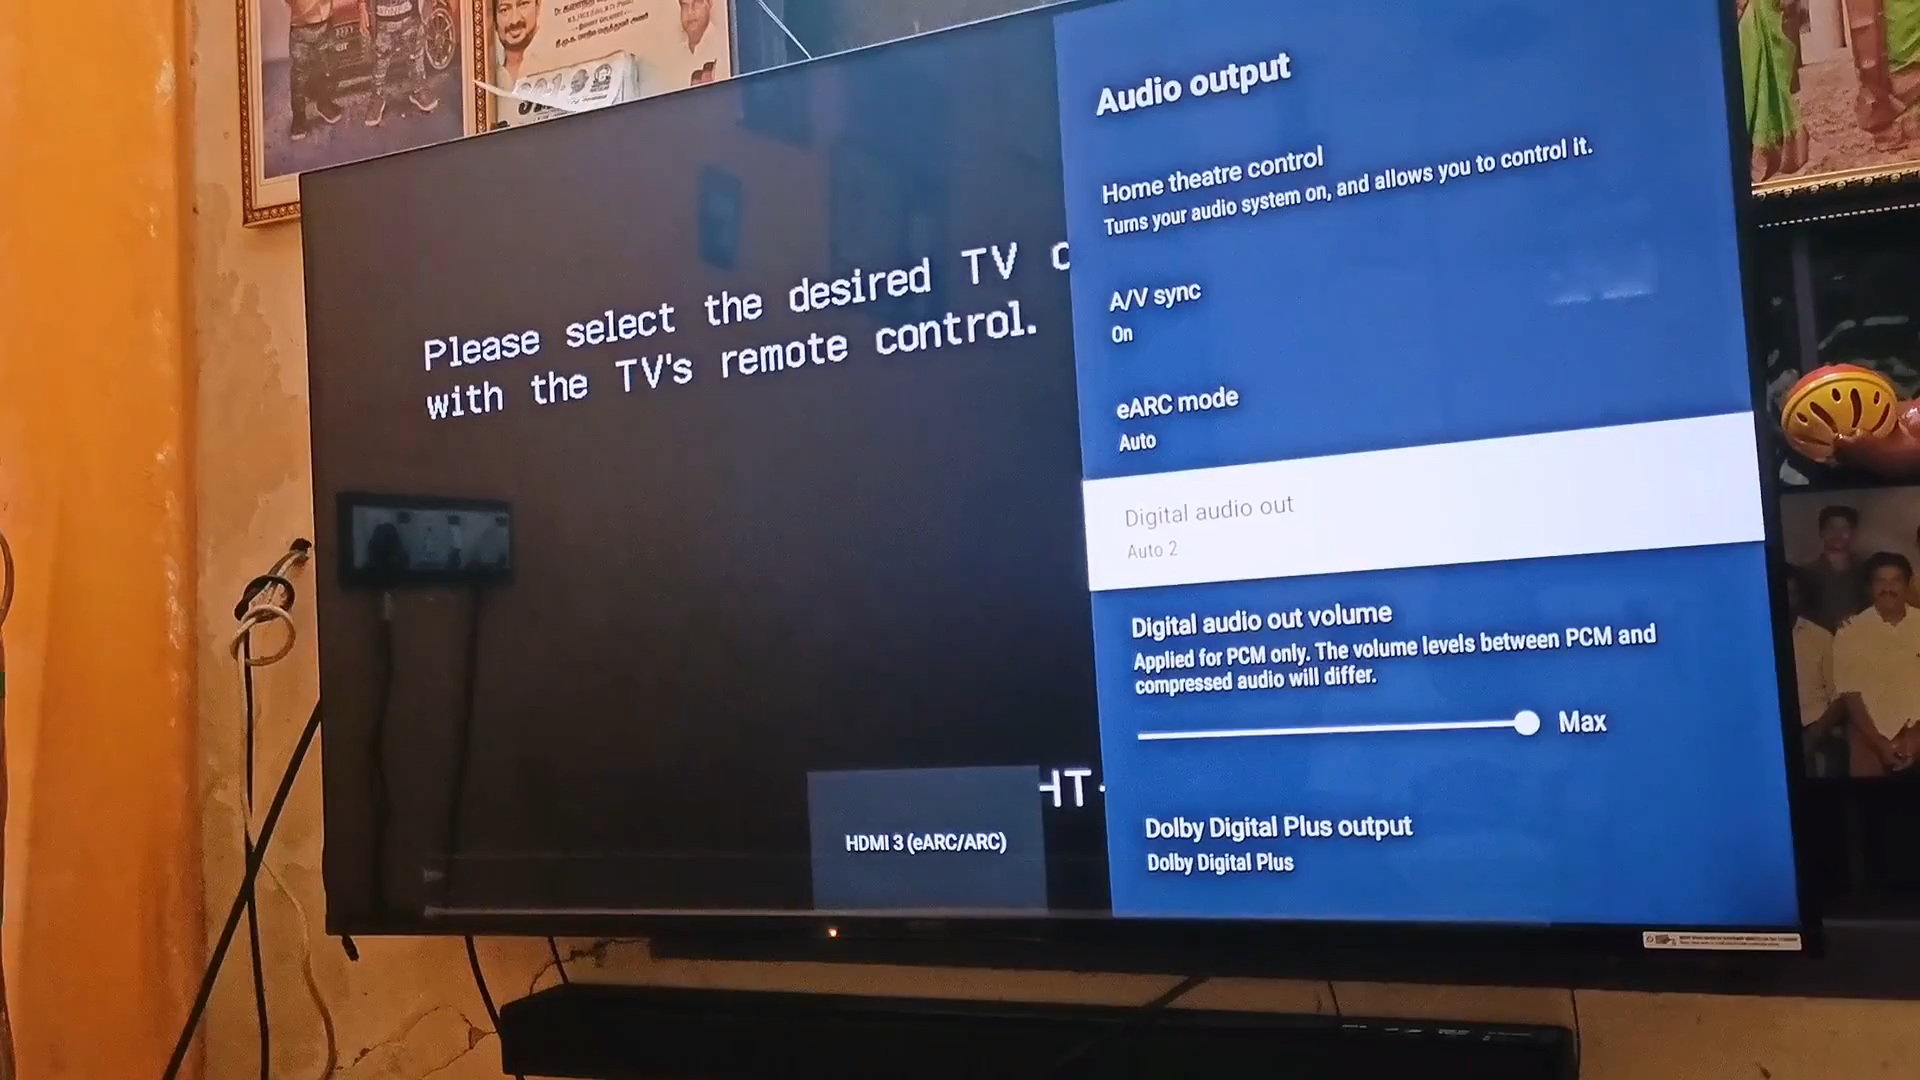 321
Audio output
Home theatre control
Turns your audio system on, and allows you to control it.
A/V sync
On
eARC mode
Auto
Digital audio out
Auto 2
Digital audio out volume
Applied for PCM only. The volume levels between PCM and
compressed audio will differ.
Max
Dolby Digital Plus output
Dolby Digital Plus
Please select the desired TV
with the TV's remote control.
HT-
HDMI 3 (eARC/ARC)